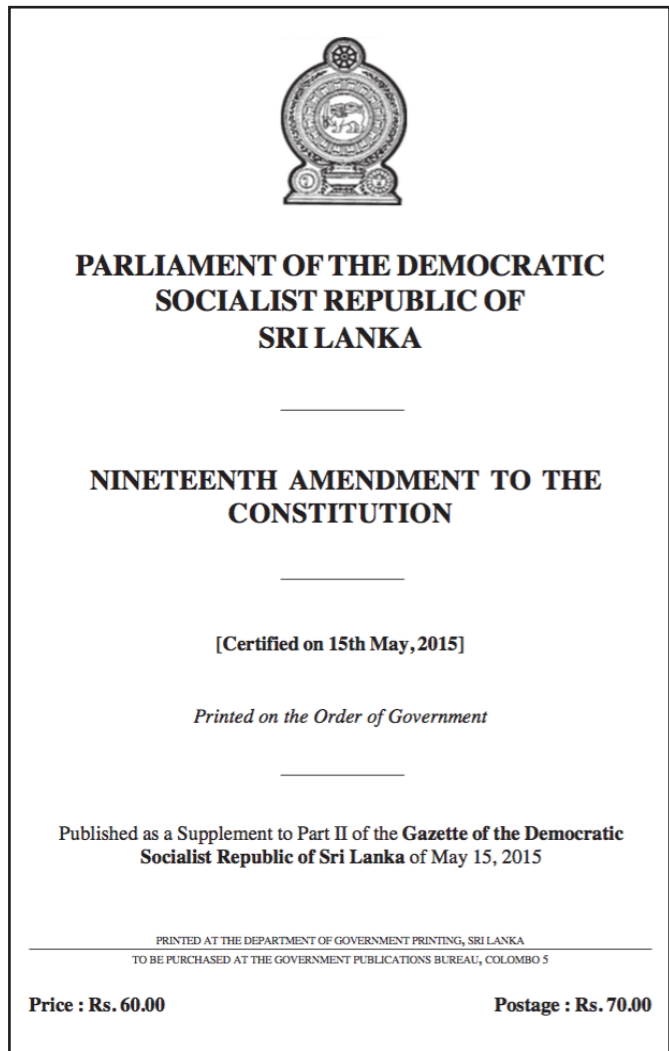 PARLIAMENT OF THE DEMOCRATIC
SOCIALIST REPUBLIC OF
SRI LANKA
NINETEENTH AMENDMENT TO THE
CONSTITUTION
[Certified on 15th May, 2015]
Printed on the Order of Government
Published as a Supplement to Part II of the Gazette of the Democratic
Socialist Republic of Sri Lanka of May 15, 2015
PRINTED AT THE DEPARTMENT OF GOVERNMENT PRINTING, SRI LANKA
TO BE PURCHASED AT THE GOVERNMENT PUBLICATIONS BUREAU, COLOMBO 5
Price : Rs. 60.00 Postage : Rs. 70.00